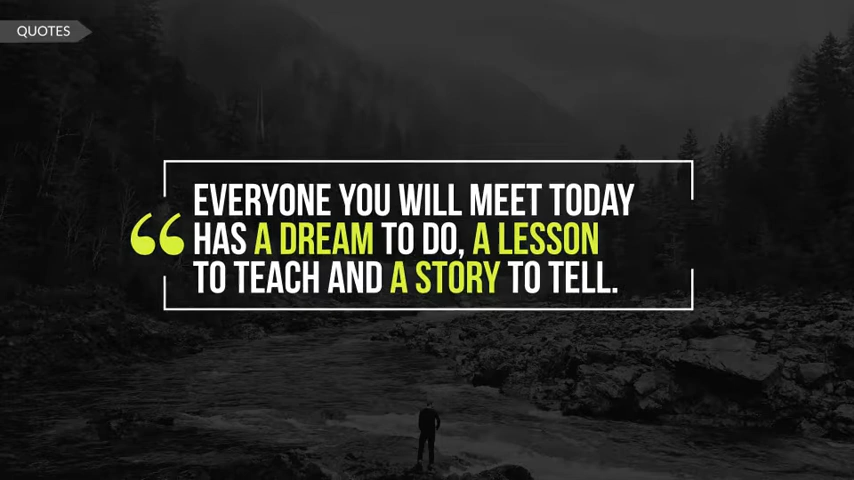 QUOTES
“
EVERYONE YOU WILL MEET TODAY
HAS A DREAM TO DO, A LESSON
TO TEACH AND A STORY TO TELL.